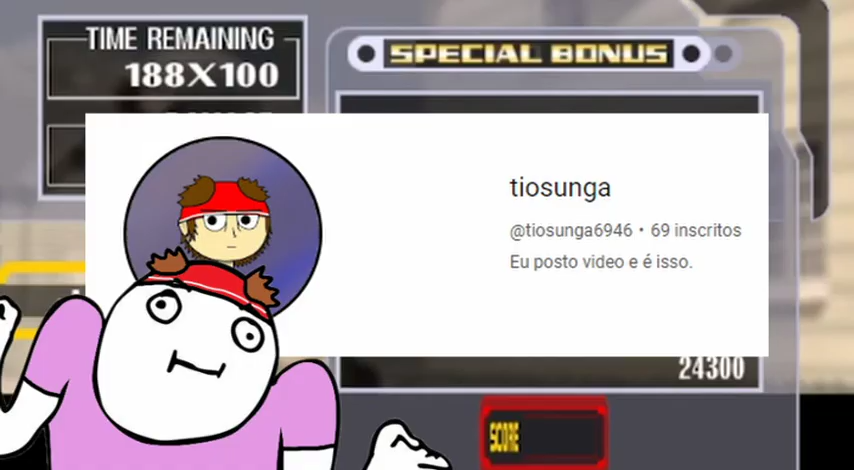 TIME REMAINING
188X100
SPECIAL BONUS
tiosunga
@tiosunga6946 • 69 inscritos
Eu posto video e é isso.
24300
SCORE